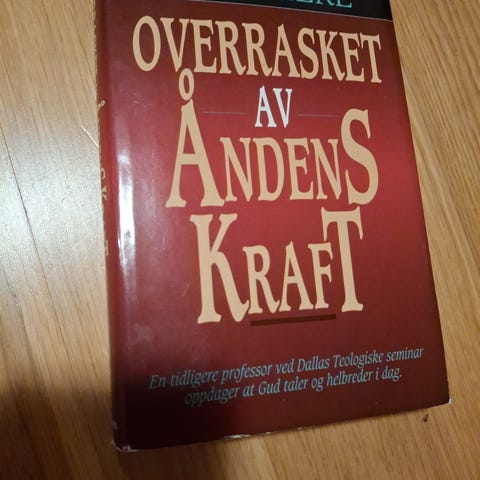 OVERRASKET
AV
ÅNDENS
KRAFT
En tidligere professor ved Dallas Teologiske seminar
oppdager at Gud taler og helbreder i dag.